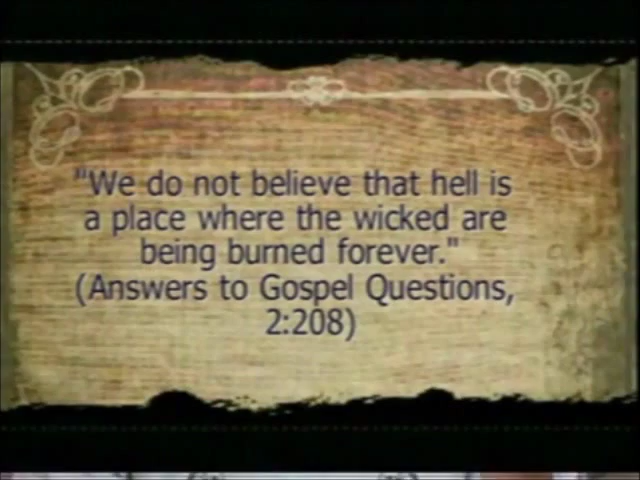 "We do not believe that hell is
a place where the wicked are
being burned forever."
(Answers to Gospel Questions,
2:208)